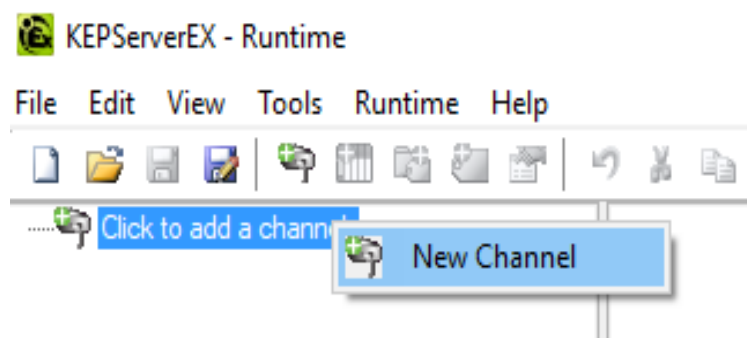 KEPServerEX - Runtime
File Edit View Tools Runtime Help
Click to add a channel.
New Channel